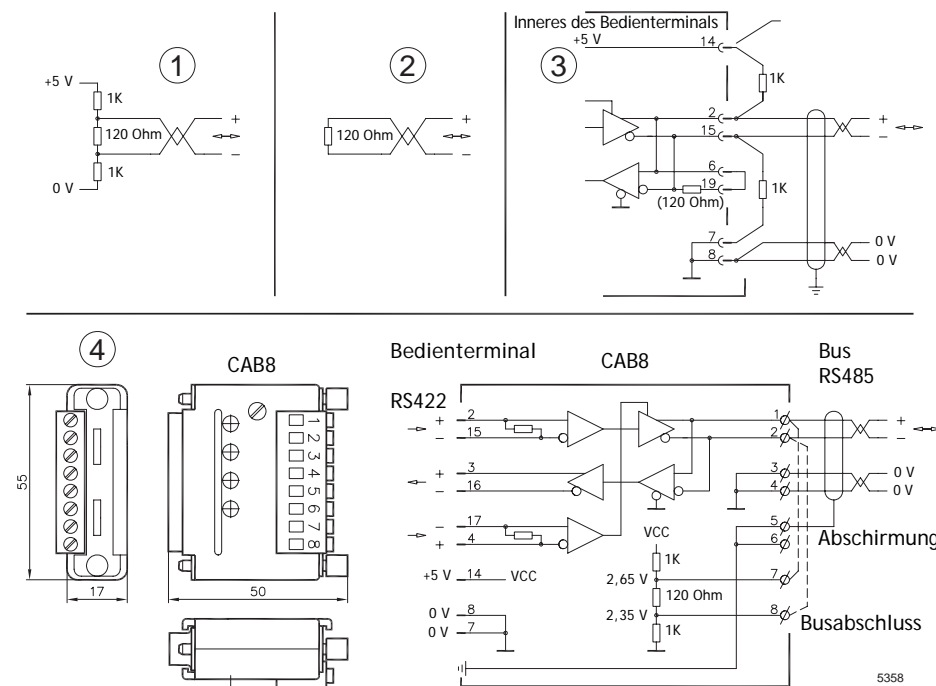 1
+5 V
1K
120 Ohm
+
−
1K
0 V
2
120 Ohm
+
−
3
Inneres des Bedienterminals
+5 V
14
1K
2
+
15
−
6
19
(120 Ohm)
1K
7
8
0 V
0 V
4
CAB8
55
17
1
2
3
4
5
6
7
8
50
Bedienterminal
CAB8
Bus
RS485
RS422
+ 2
− 15
+ 3
− 16
− 17
+ 4
+5 V 14 VCC
0 V 8
0 V 7
VCC
1K
2,65 V
120 Ohm
2,35 V
1K
1 +
2 −
3 0 V
4 0 V
5
6 Abschirmung
7
8
Busabschluss
5358